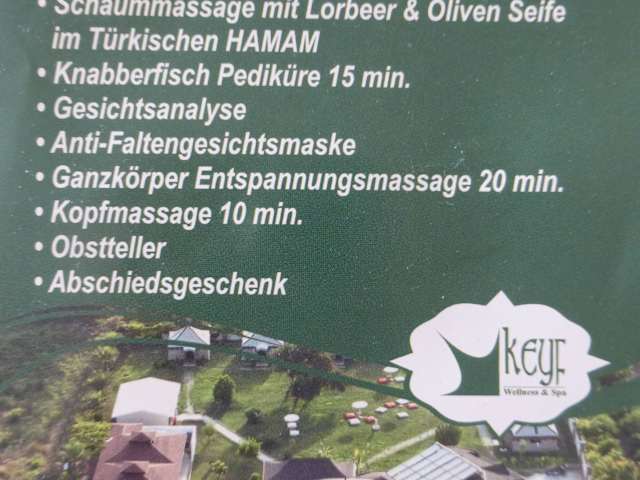 • Schaummassage mit Lorbeer & Oliven Seife
im Türkischen HAMAM
• Knabberfisch Pediküre 15 min.
• Gesichtsanalyse
• Anti-Faltengesichtsmaske
• Ganzkörper Entspannungsmassage 20 min.
• Kopfmassage 10 min.
• Obstteller
• Abschiedsgeschenk
KEYF
Wellness & Spa